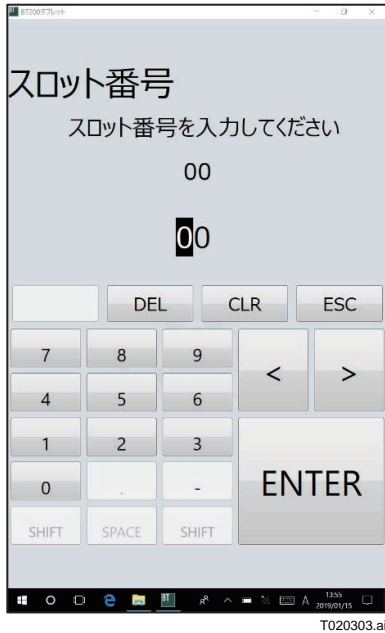 BT200タブレット
スロット番号
スロット番号を入力してください
00
00
DEL CLR ESC
7 8 9 < >
4 5 6
1 2 3 ENTER
0 . -
SHIFT SPACE SHIFT
BT A 13:55
2019/01/15
T020303.ai